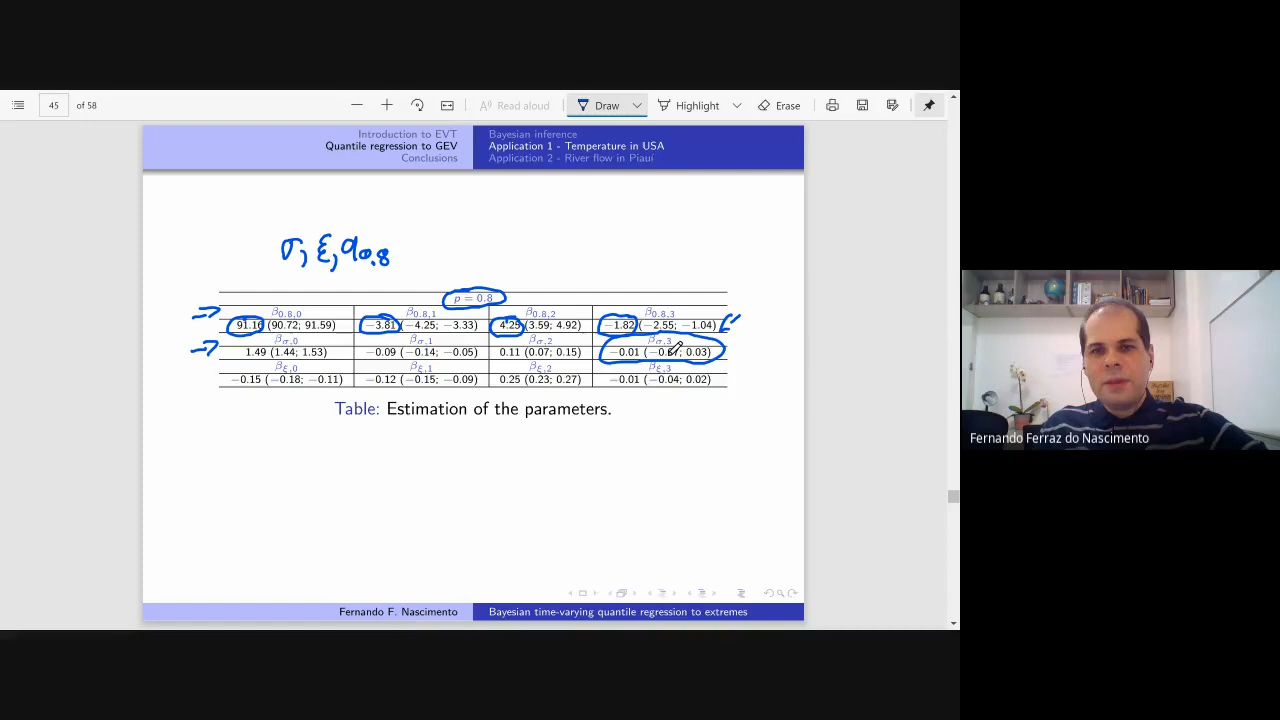 45 of 58 Read aloud Draw Highlight Erase
Introduction to EVT
Quantile regression to GEV
Conclusions
Bayesian inference
Application 1 - Temperature in USA
Application 2 - River flow in Piauí
σ, ξ, q0.8
p = 0.8
β0.8,0 β0.8,1 β0.8,2 β0.8,3
91.16 (90.72; 91.59) −3.81 (−4.25; −3.33) 4.25 (3.59; 4.92) −1.82 (−2.55; −1.04)
βσ,0 βσ,1 βσ,2 βσ,3
1.49 (1.44; 1.53) −0.09 (−0.14; −0.05) 0.11 (0.07; 0.15) −0.01 ( 0.03)
βξ,0 βξ,1 βξ,2 βξ,3
−0.15 (−0.18; −0.11) −0.12 (−0.15; −0.09) 0.25 (0.23; 0.27) −0.01 (−0.04; 0.02)
Table: Estimation of the parameters.
Fernando F. Nascimento Bayesian time-varying quantile regression to extremes
Fernando Ferraz do Nascimento